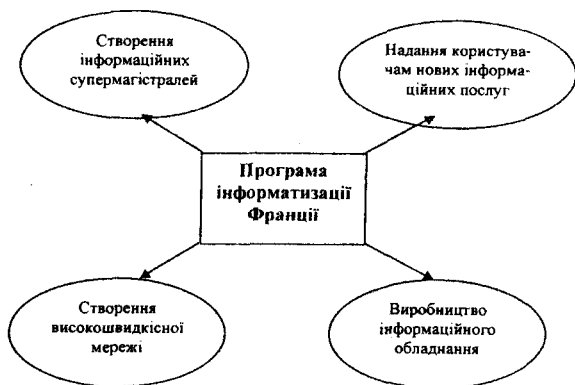 Створення
інформаційних
супермагістралей
Надання користува-
чам нових інформа-
ційних послуг
Програма
інформатизації
Франції
Створення
високошвидкісної
мережі
Виробництво
інформаційного
обладнання